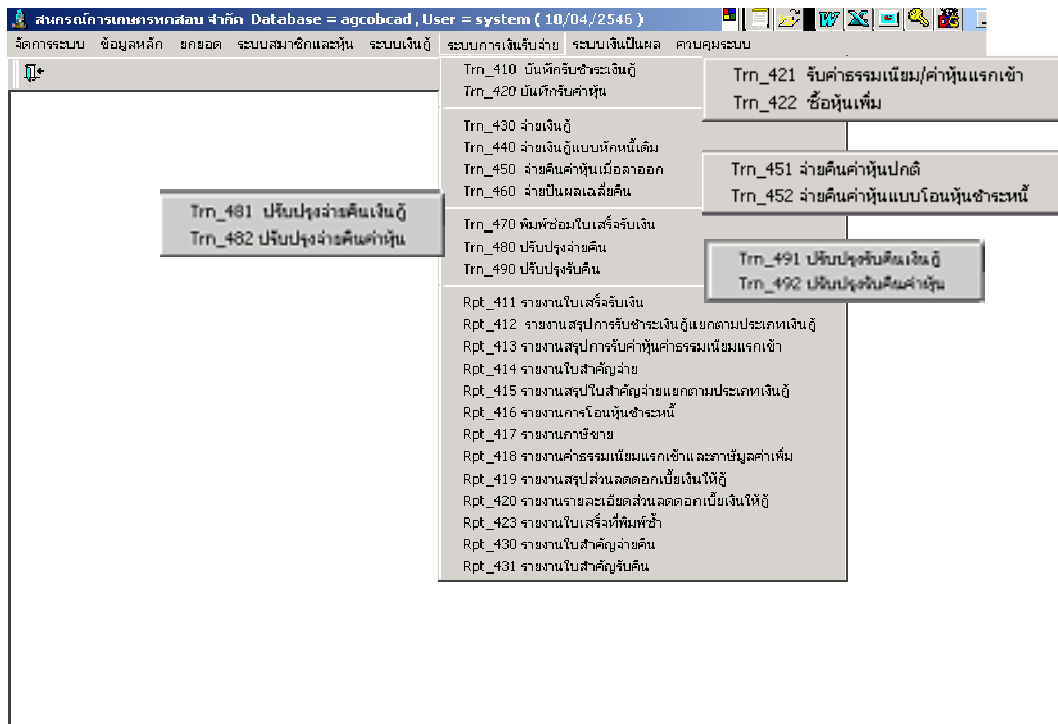 สหกรณ์การเกษตรทดสอบ จำกัด Database = agcobcad , User = system ( 10/04/2546 )
จัดการระบบ ข้อมูลหลัก ยกยอด ระบบสมาชิกและหุ้น ระบบเงินกู้ ระบบการเงินรับจ่าย ระบบเงินปันผล ควบคุมระบบ
Trn_410 บันทึกรับชำระเงินกู้
Trn_420 บันทึกรับค่าหุ้น
Trn_421 รับค่าธรรมเนียม/ค่าหุ้นแรกเข้า
Trn_422 ซื้อหุ้นเพิ่ม
Trn_430 จ่ายเงินกู้
Trn_440 จ่ายเงินกู้แบบหักหนี้เดิม
Trn_450 จ่ายคืนค่าหุ้นเมื่อลาออก
Trn_460 จ่ายปันผลเฉลี่ยคืน
Trn_451 จ่ายคืนค่าหุ้นปกติ
Trn_452 จ่ายคืนค่าหุ้นแบบโอนหุ้นชำระหนี้
Trn_470 พิมพ์ซ่อมใบเสร็จรับเงิน
Trn_480 ปรับปรุงจ่ายคืน
Trn_490 ปรับปรุงรับคืน
Trn_481 ปรับปรุงจ่ายคืนเงินกู้
Trn_482 ปรับปรุงจ่ายคืนค่าหุ้น
Trn_491 ปรับปรุงรับคืนเงินกู้
Trn_492 ปรับปรุงรับคืนค่าหุ้น
Rpt_411 รายงานใบเสร็จรับเงิน
Rpt_412 รายงานสรุปการรับชำระเงินกู้แยกตามประเภทเงินกู้
Rpt_413 รายงานสรุปการรับค่าหุ้นค่าธรรมเนียมแรกเข้า
Rpt_414 รายงานใบสำคัญจ่าย
Rpt_415 รายงานสรุปใบสำคัญจ่ายแยกตามประเภทเงินกู้
Rpt_416 รายงานการโอนหุ้นชำระหนี้
Rpt_417 รายงานภาษีขาย
Rpt_418 รายงานค่าธรรมเนียมแรกเข้าและภาษีมูลค่าเพิ่ม
Rpt_419 รายงานสรุปส่วนลดดอกเบี้ยเงินให้กู้
Rpt_420 รายงานรายละเอียดส่วนลดดอกเบี้ยเงินให้กู้
Rpt_423 รายงานใบเสร็จที่พิมพ์ซ้ำ
Rpt_430 รายงานใบสำคัญจ่ายคืน
Rpt_431 รายงานใบสำคัญรับคืน